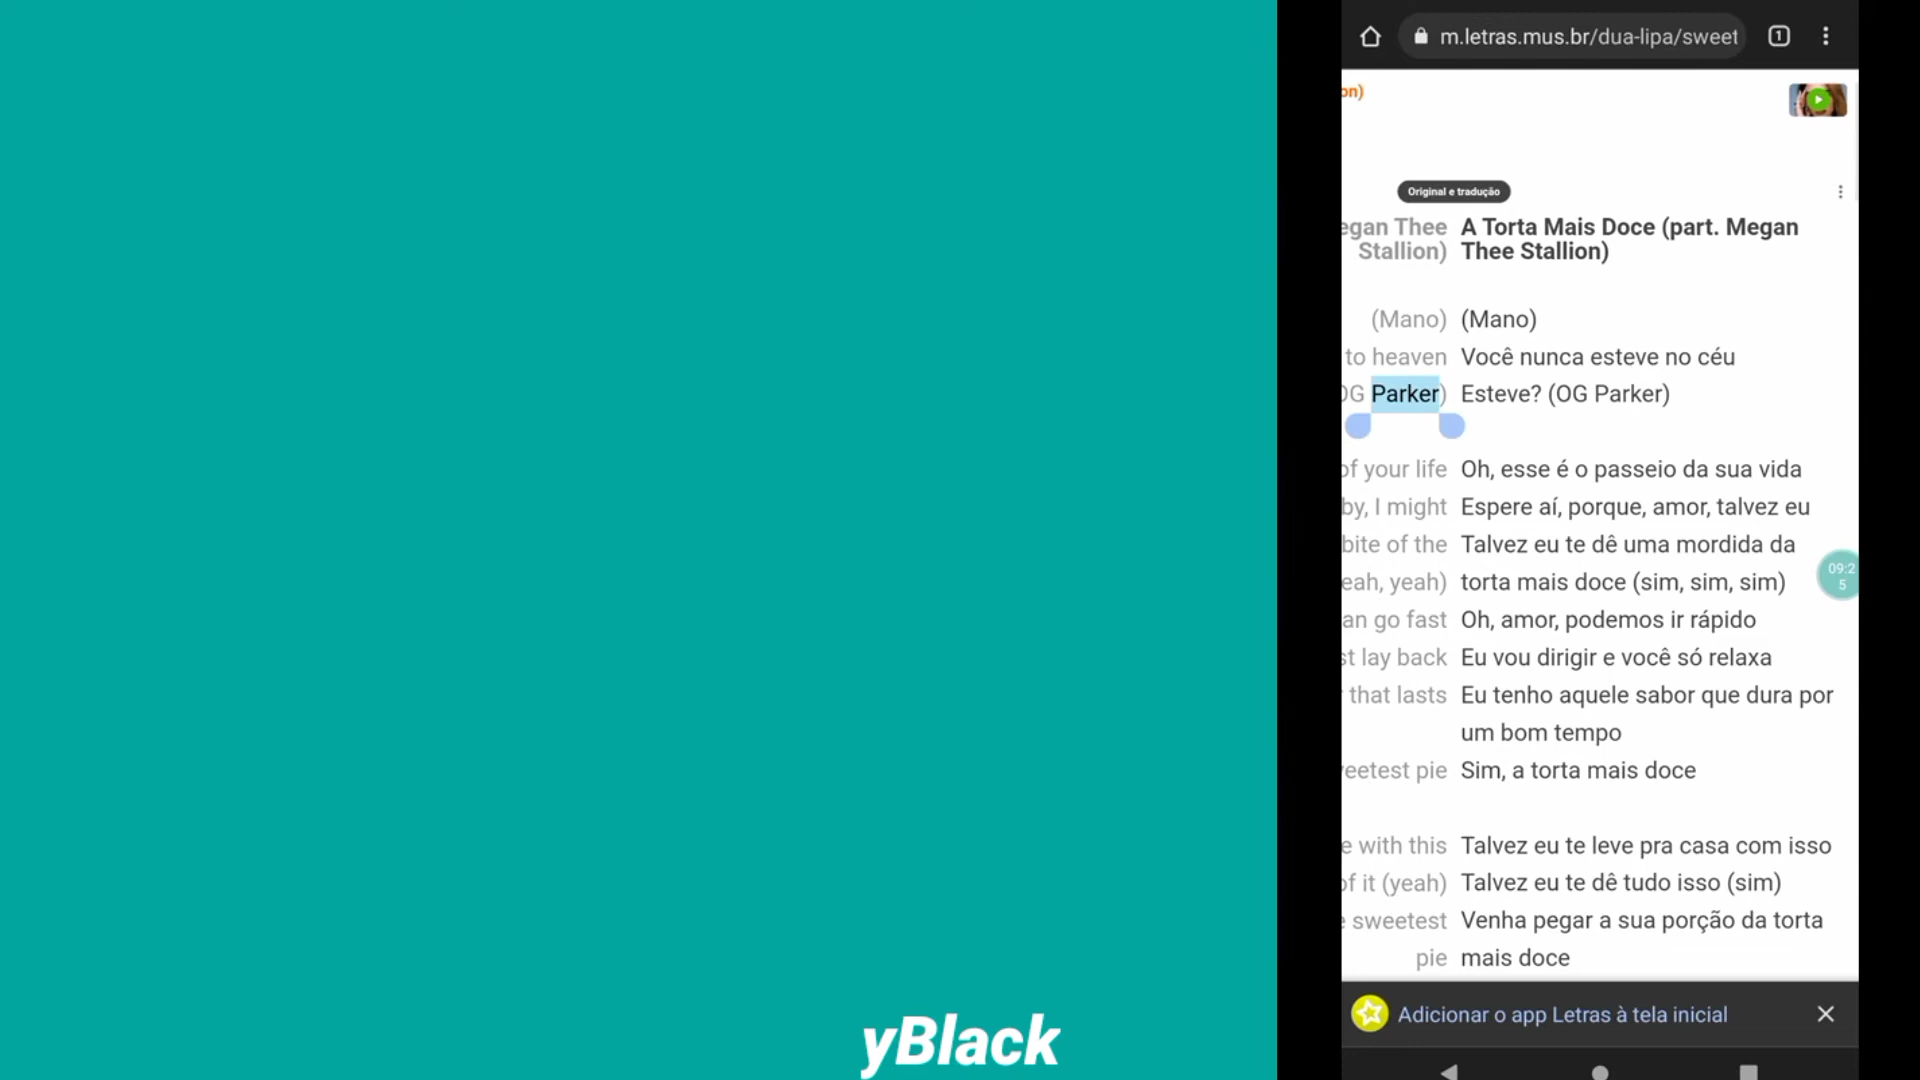 m.letras.mus.br/dua-lipa/sweet
1
on)
Original e tradução
egan Thee
Stallion)
A Torta Mais Doce (part. Megan
Thee Stallion)
(Mano) (Mano)
to heaven Você nunca esteve no céu
OG Parker) Esteve? (OG Parker)
of your life Oh, esse é o passeio da sua vida
by, I might Espere aí, porque, amor, talvez eu
bite of the Talvez eu te dê uma mordida da
eah, yeah) torta mais doce (sim, sim, sim)
an go fast Oh, amor, podemos ir rápido
st lay back Eu vou dirigir e você só relaxa
that lasts Eu tenho aquele sabor que dura por
um bom tempo
eetest pie Sim, a torta mais doce
e with this Talvez eu te leve pra casa com isso
of it (yeah) Talvez eu te dê tudo isso (sim)
e sweetest Venha pegar a sua porção da torta
pie mais doce
09:2
5
Adicionar o app Letras à tela inicial
yBlack